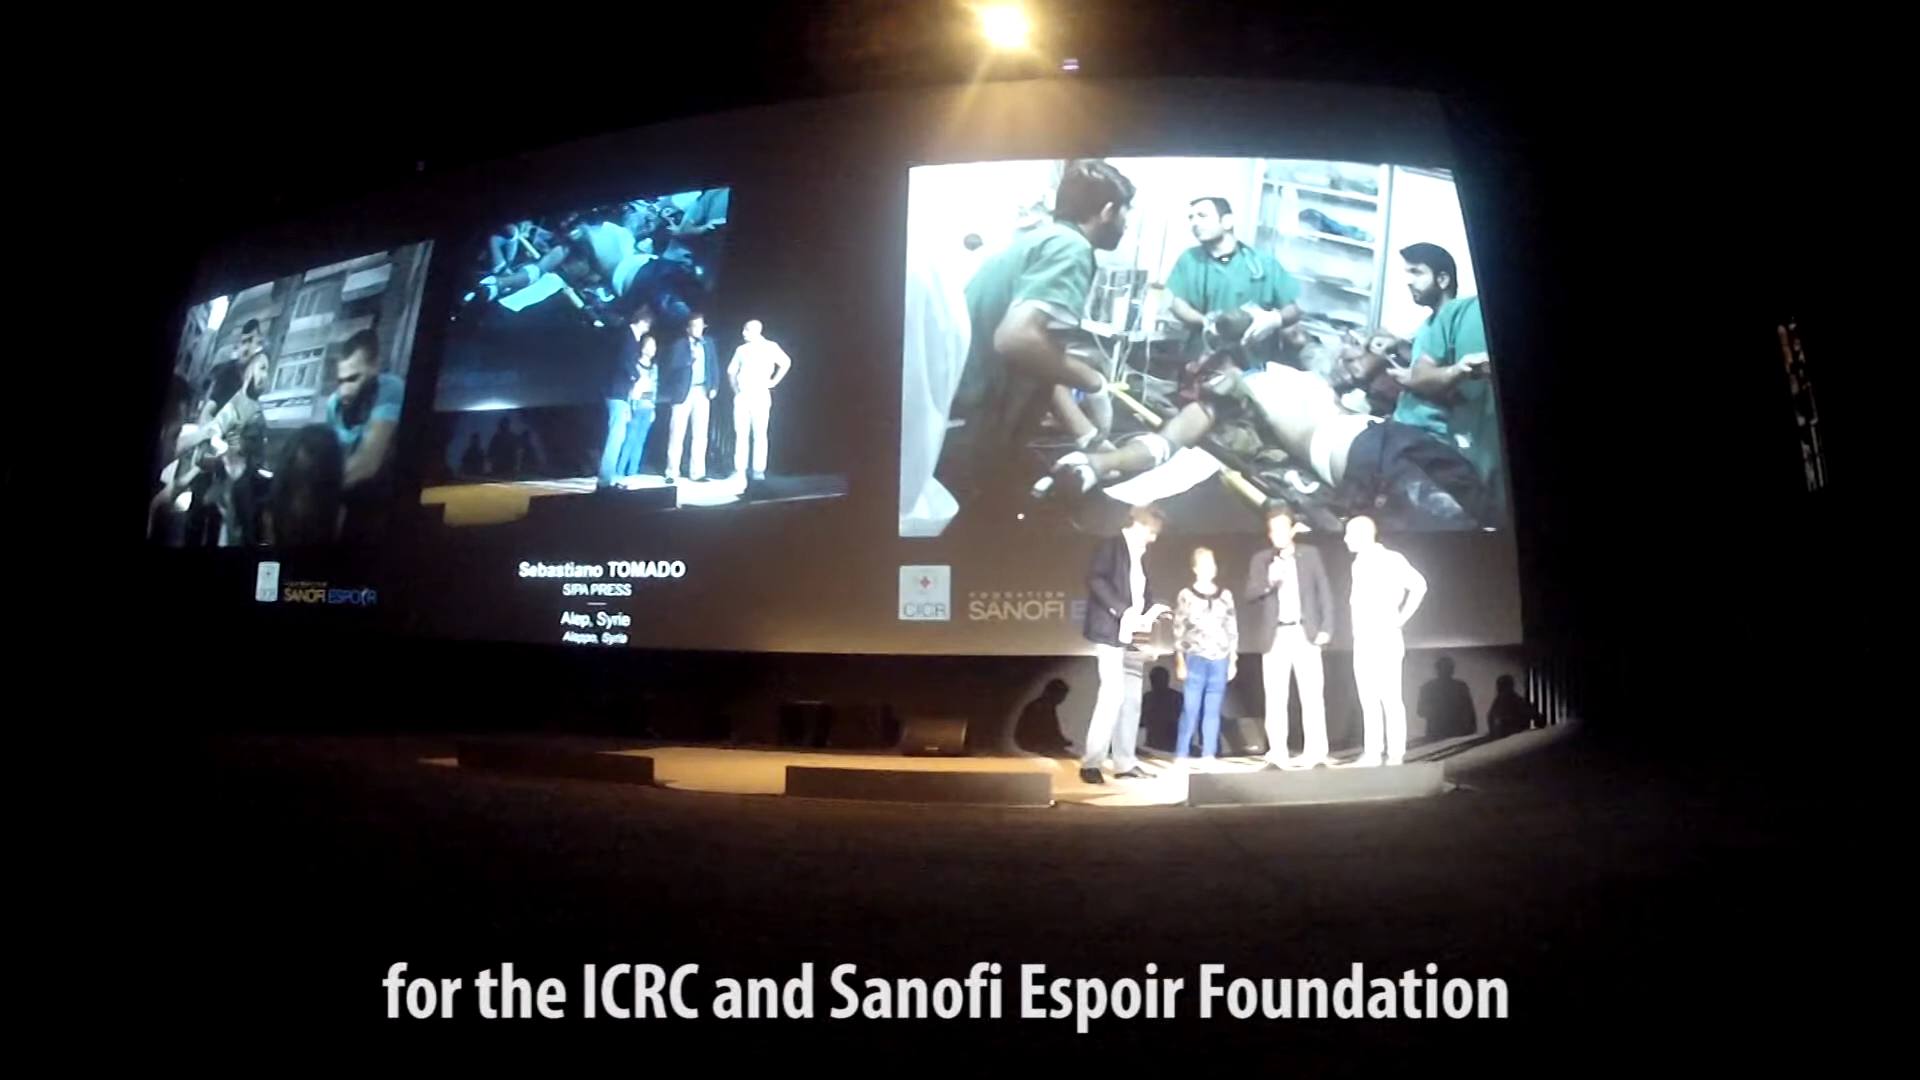 SANOFI ESPOIR
Sebastiano TOMADO
SIPA PRESS
Alep, Syrie
Aleppo, Syria
CICR
FONDATION
SANOFI E
for the ICRC and Sanofi Espoir Foundation